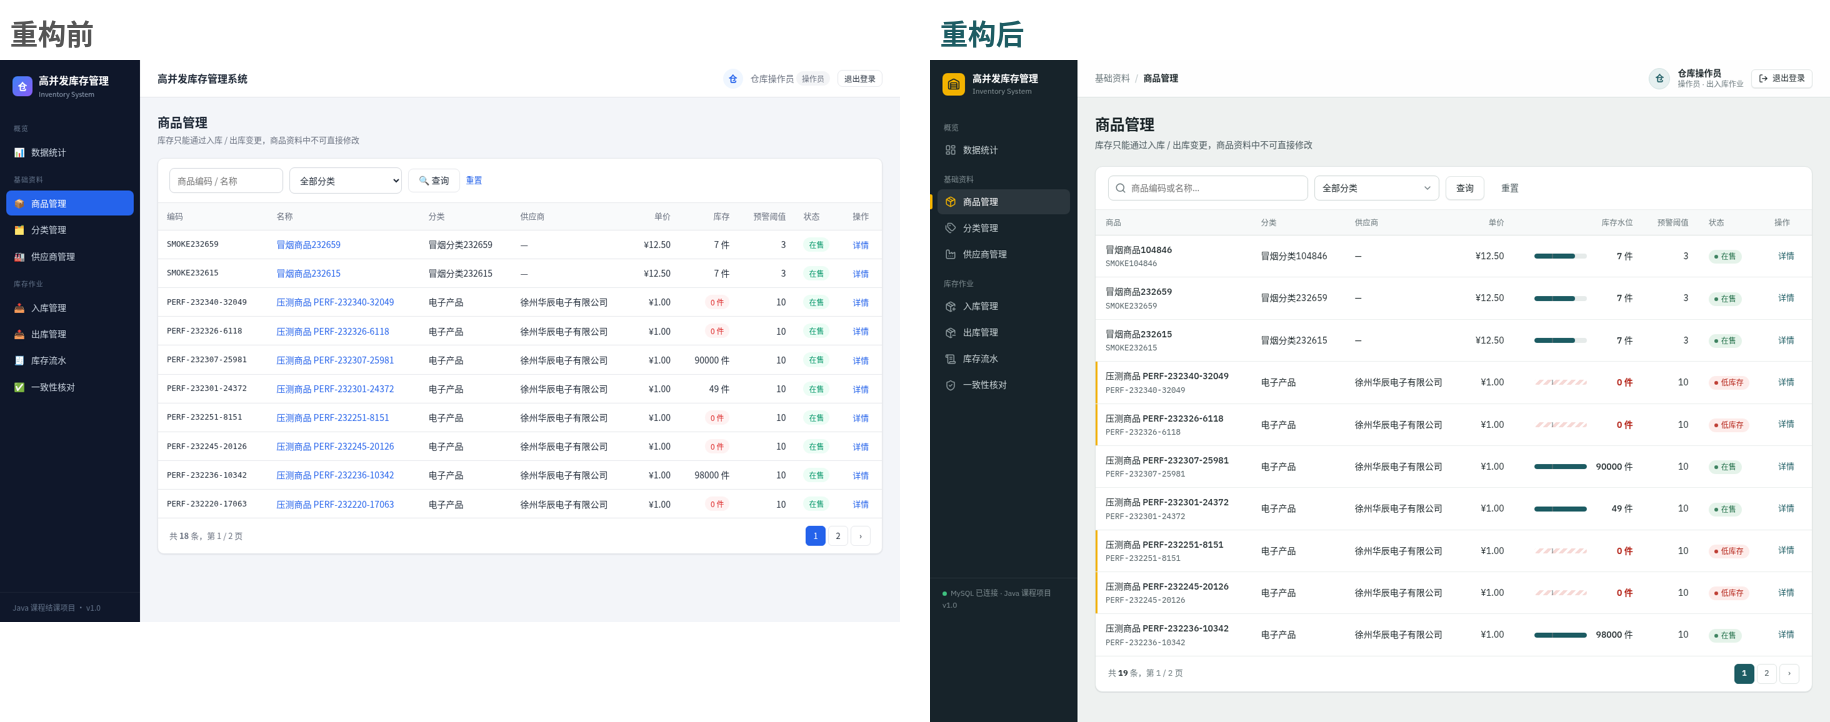 重构前
高并发库存管理
Inventory System
概览
数据统计
基础资料
商品管理
分类管理
供应商管理
库存作业
入库管理
出库管理
库存流水
一致性核对
Java 课程结课项目 · v1.0
高并发库存管理系统
仓 仓库操作员 操作员 退出登录
商品管理
库存只能通过入库 / 出库变更，商品资料中不可直接修改
商品编码 / 名称 全部分类 查询 重置
编码 名称 分类 供应商 单价 库存 预警阈值 状态 操作
SMOKE232659 冒烟商品232659 冒烟分类232659 — ¥12.50 7 件 3 在售 详情
SMOKE232615 冒烟商品232615 冒烟分类232615 — ¥12.50 7 件 3 在售 详情
PERF-232340-32049 压测商品 PERF-232340-32049 电子产品 徐州华辰电子有限公司 ¥1.00 0 件 10 在售 详情
PERF-232326-6118 压测商品 PERF-232326-6118 电子产品 徐州华辰电子有限公司 ¥1.00 0 件 10 在售 详情
PERF-232307-25981 压测商品 PERF-232307-25981 电子产品 徐州华辰电子有限公司 ¥1.00 90000 件 10 在售 详情
PERF-232301-24372 压测商品 PERF-232301-24372 电子产品 徐州华辰电子有限公司 ¥1.00 49 件 10 在售 详情
PERF-232251-8151 压测商品 PERF-232251-8151 电子产品 徐州华辰电子有限公司 ¥1.00 0 件 10 在售 详情
PERF-232245-20126 压测商品 PERF-232245-20126 电子产品 徐州华辰电子有限公司 ¥1.00 0 件 10 在售 详情
PERF-232236-10342 压测商品 PERF-232236-10342 电子产品 徐州华辰电子有限公司 ¥1.00 98000 件 10 在售 详情
PERF-232220-17063 压测商品 PERF-232220-17063 电子产品 徐州华辰电子有限公司 ¥1.00 0 件 10 在售 详情
共 18 条，第 1 / 2 页 1 2 ›
重构后
高并发库存管理
Inventory System
概览
数据统计
基础资料
商品管理
分类管理
供应商管理
库存作业
入库管理
出库管理
库存流水
一致性核对
MySQL 已连接 · Java 课程项目
v1.0
基础资料 / 商品管理
仓 仓库操作员
操作员 · 出入库作业
退出登录
商品管理
库存只能通过入库 / 出库变更，商品资料中不可直接修改
商品编码或名称... 全部分类 查询 重置
商品 分类 供应商 单价 库存水位 预警阈值 状态 操作
冒烟商品104846
SMOKE104846
冒烟分类104846 — ¥12.50 7 件 3 在售 详情
冒烟商品232659
SMOKE232659
冒烟分类232659 — ¥12.50 7 件 3 在售 详情
冒烟商品232615
SMOKE232615
冒烟分类232615 — ¥12.50 7 件 3 在售 详情
压测商品 PERF-232340-32049
PERF-232340-32049
电子产品 徐州华辰电子有限公司 ¥1.00 0 件 10 低库存 详情
压测商品 PERF-232326-6118
PERF-232326-6118
电子产品 徐州华辰电子有限公司 ¥1.00 0 件 10 低库存 详情
压测商品 PERF-232307-25981
PERF-232307-25981
电子产品 徐州华辰电子有限公司 ¥1.00 90000 件 10 在售 详情
压测商品 PERF-232301-24372
PERF-232301-24372
电子产品 徐州华辰电子有限公司 ¥1.00 49 件 10 在售 详情
压测商品 PERF-232251-8151
PERF-232251-8151
电子产品 徐州华辰电子有限公司 ¥1.00 0 件 10 低库存 详情
压测商品 PERF-232245-20126
PERF-232245-20126
电子产品 徐州华辰电子有限公司 ¥1.00 0 件 10 低库存 详情
压测商品 PERF-232236-10342
PERF-232236-10342
电子产品 徐州华辰电子有限公司 ¥1.00 98000 件 10 在售 详情
共 19 条，第 1 / 2 页 1 2 ›